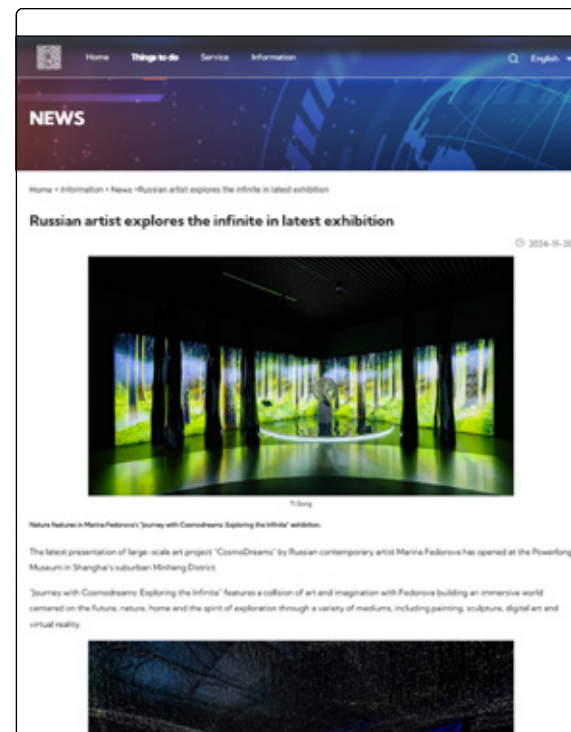 Home Things to do Service Information English
NEWS
Home > Information > News >Russian artist explores the infinite in latest exhibition
Russian artist explores the infinite in latest exhibition
2024-11-20
Ti Gong
Nature features in Marina Fedorova's "Journey with Cosmodreams: Exploring the Infinite" exhibition.
The latest presentation of large-scale art project "CosmoDreams" by Russian contemporary artist Marina Fedorova has opened at the Powerlong
Museum in Shanghai's suburban Minhang District.
"Journey with Cosmodreams: Exploring the Infinite" features a collision of art and imagination with Fedorova building an immersive world
centered on the future, nature, home and the spirit of exploration through a variety of mediums, including painting, sculpture, digital art and
virtual reality.